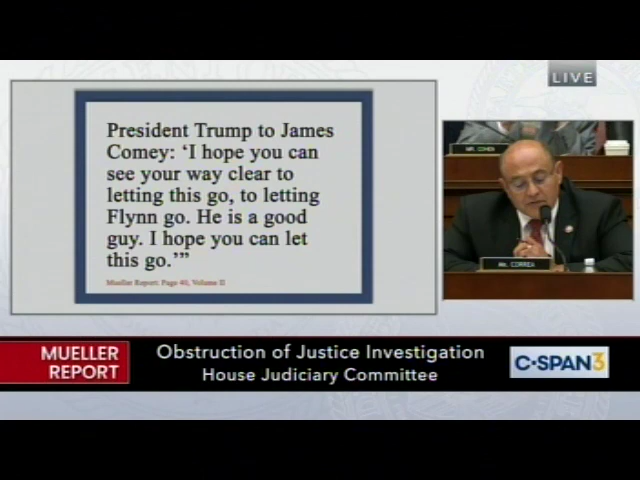 LIVE
President Trump to James
Comey: ‘I hope you can
see your way clear to
letting this go, to letting
Flynn go. He is a good
guy. I hope you can let
this go.’”
Mueller Report: Page 40, Volume II
MR. COHEN
MR. CORREA
MUELLER
REPORT
Obstruction of Justice Investigation
House Judiciary Committee
C-SPAN3